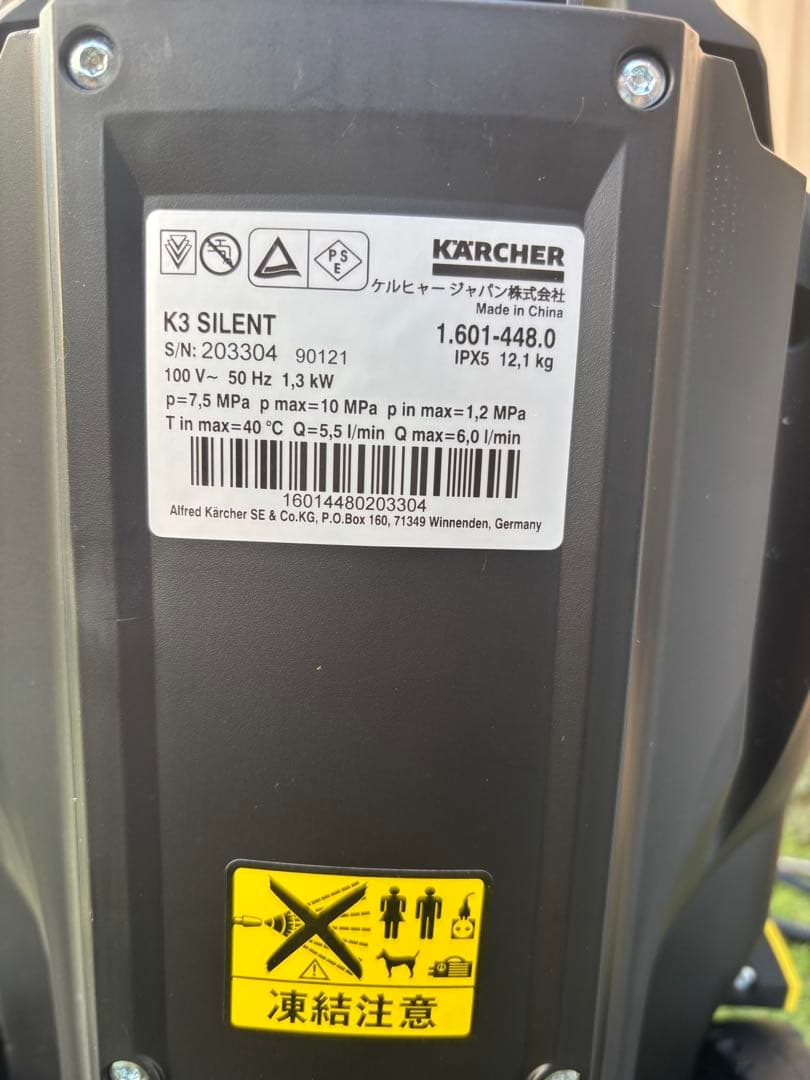 PSE
KÄRCHER
ケルヒャー ジャパン株式会社
Made in China
K3 SILENT 1.601-448.0
S/N: 203304 90121 IPX5 12,1 kg
100 V~ 50 Hz 1,3 kW
p=7,5 MPa p max=10 MPa p in max=1,2 MPa
T in max=40 °C Q=5,5 l/min Q max=6,0 l/min
16014480203304
Alfred Kärcher SE & Co.KG, P.O.Box 160, 71349 Winnenden, Germany
凍結注意